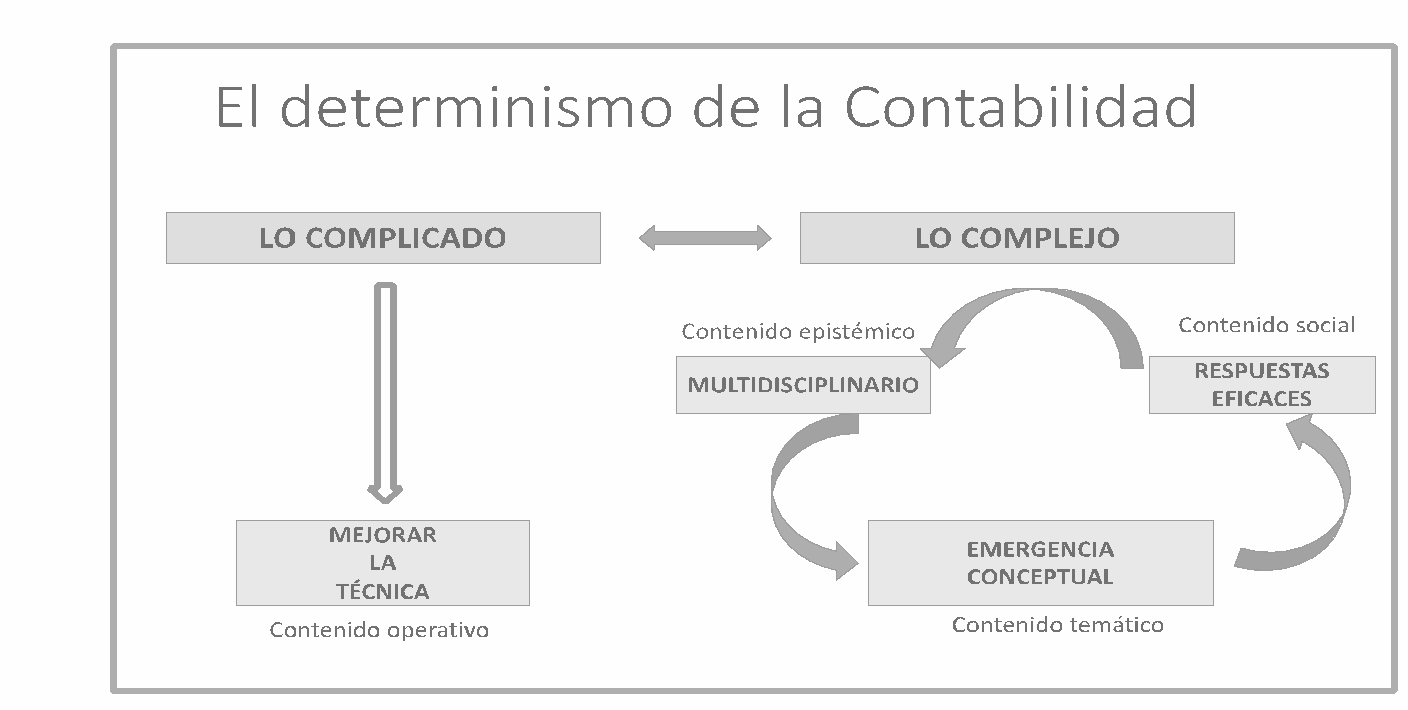 El determinismo de la Contabilidad
LO COMPLICADO
LO COMPLEJO
Contenido epistémico
Contenido social
MULTIDISCIPLINARIO
RESPUESTAS
EFICACES
MEJORAR
LA
TÉCNICA
EMERGENCIA
CONCEPTUAL
Contenido operativo
Contenido temático